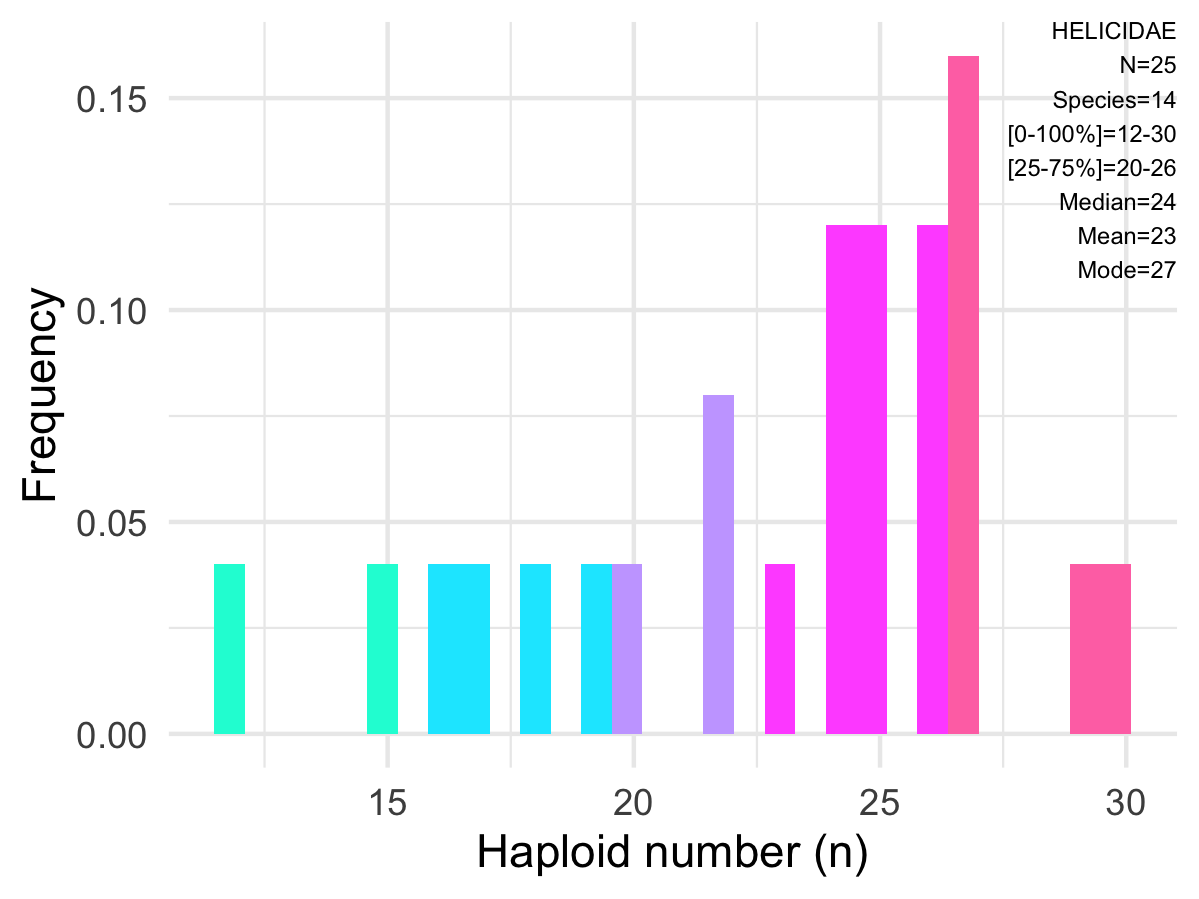 HELICIDAE
N=25
Species=14
[0-100%]=12-30
[25-75%]=20-26
Median=24
Mean=23
Mode=27
Frequency
0.15
0.10
0.05
0.00
15 20 25 30
Haploid number (n)